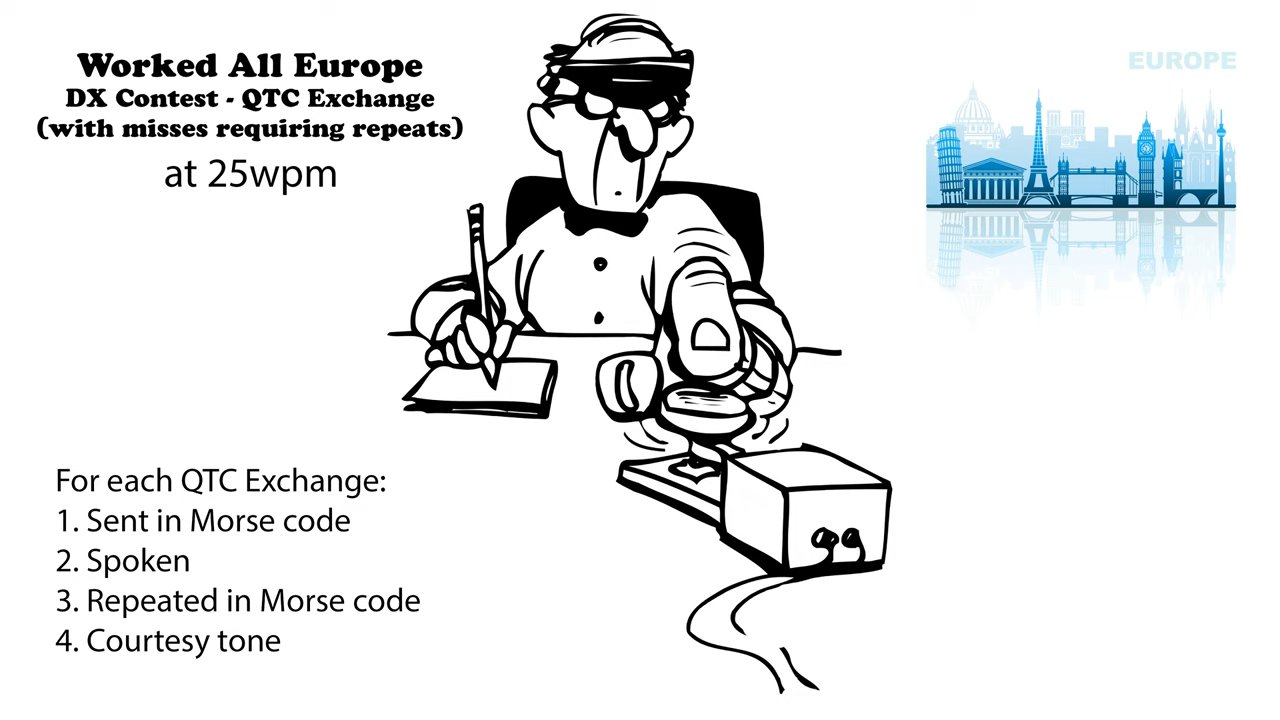 Worked All Europe
DX Contest - QTC Exchange
(with misses requiring repeats)
at 25wpm
EUROPE
For each QTC Exchange:
1. Sent in Morse code
2. Spoken
3. Repeated in Morse code
4. Courtesy tone